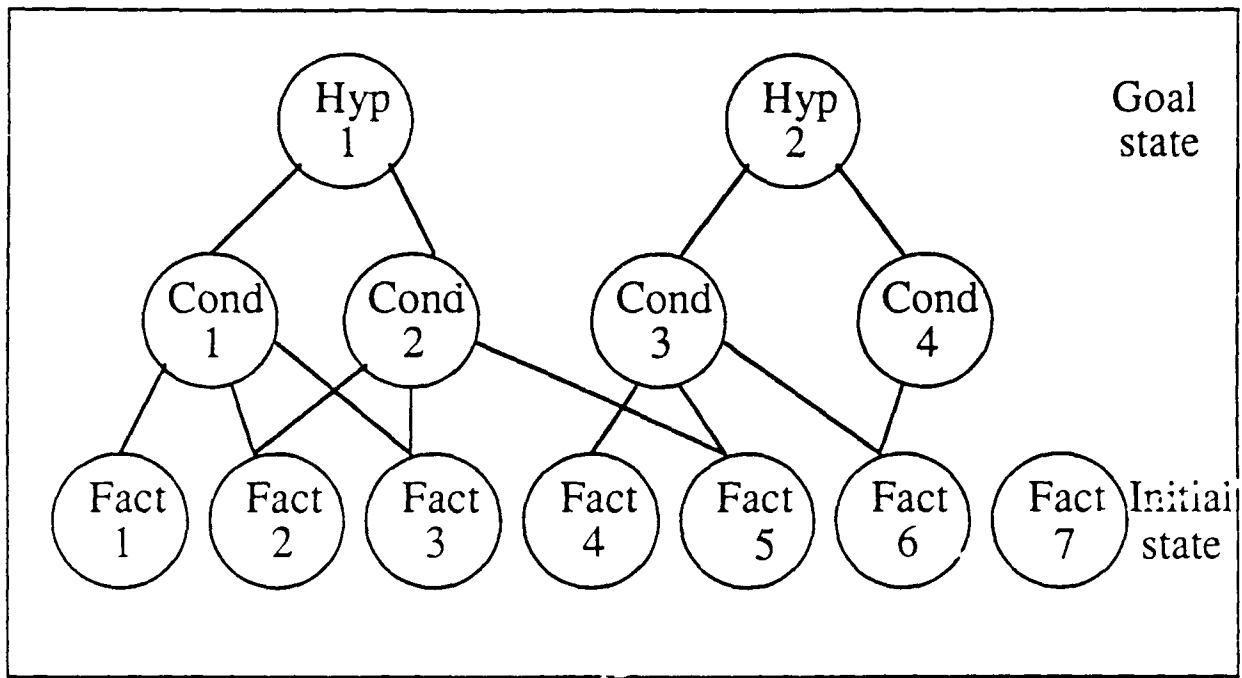 Hyp
1
Hyp
2
Goal
state
Cond
1
Cond
2
Cond
3
Cond
4
Fact
1
Fact
2
Fact
3
Fact
4
Fact
5
Fact
6
Fact
7
Initial
state